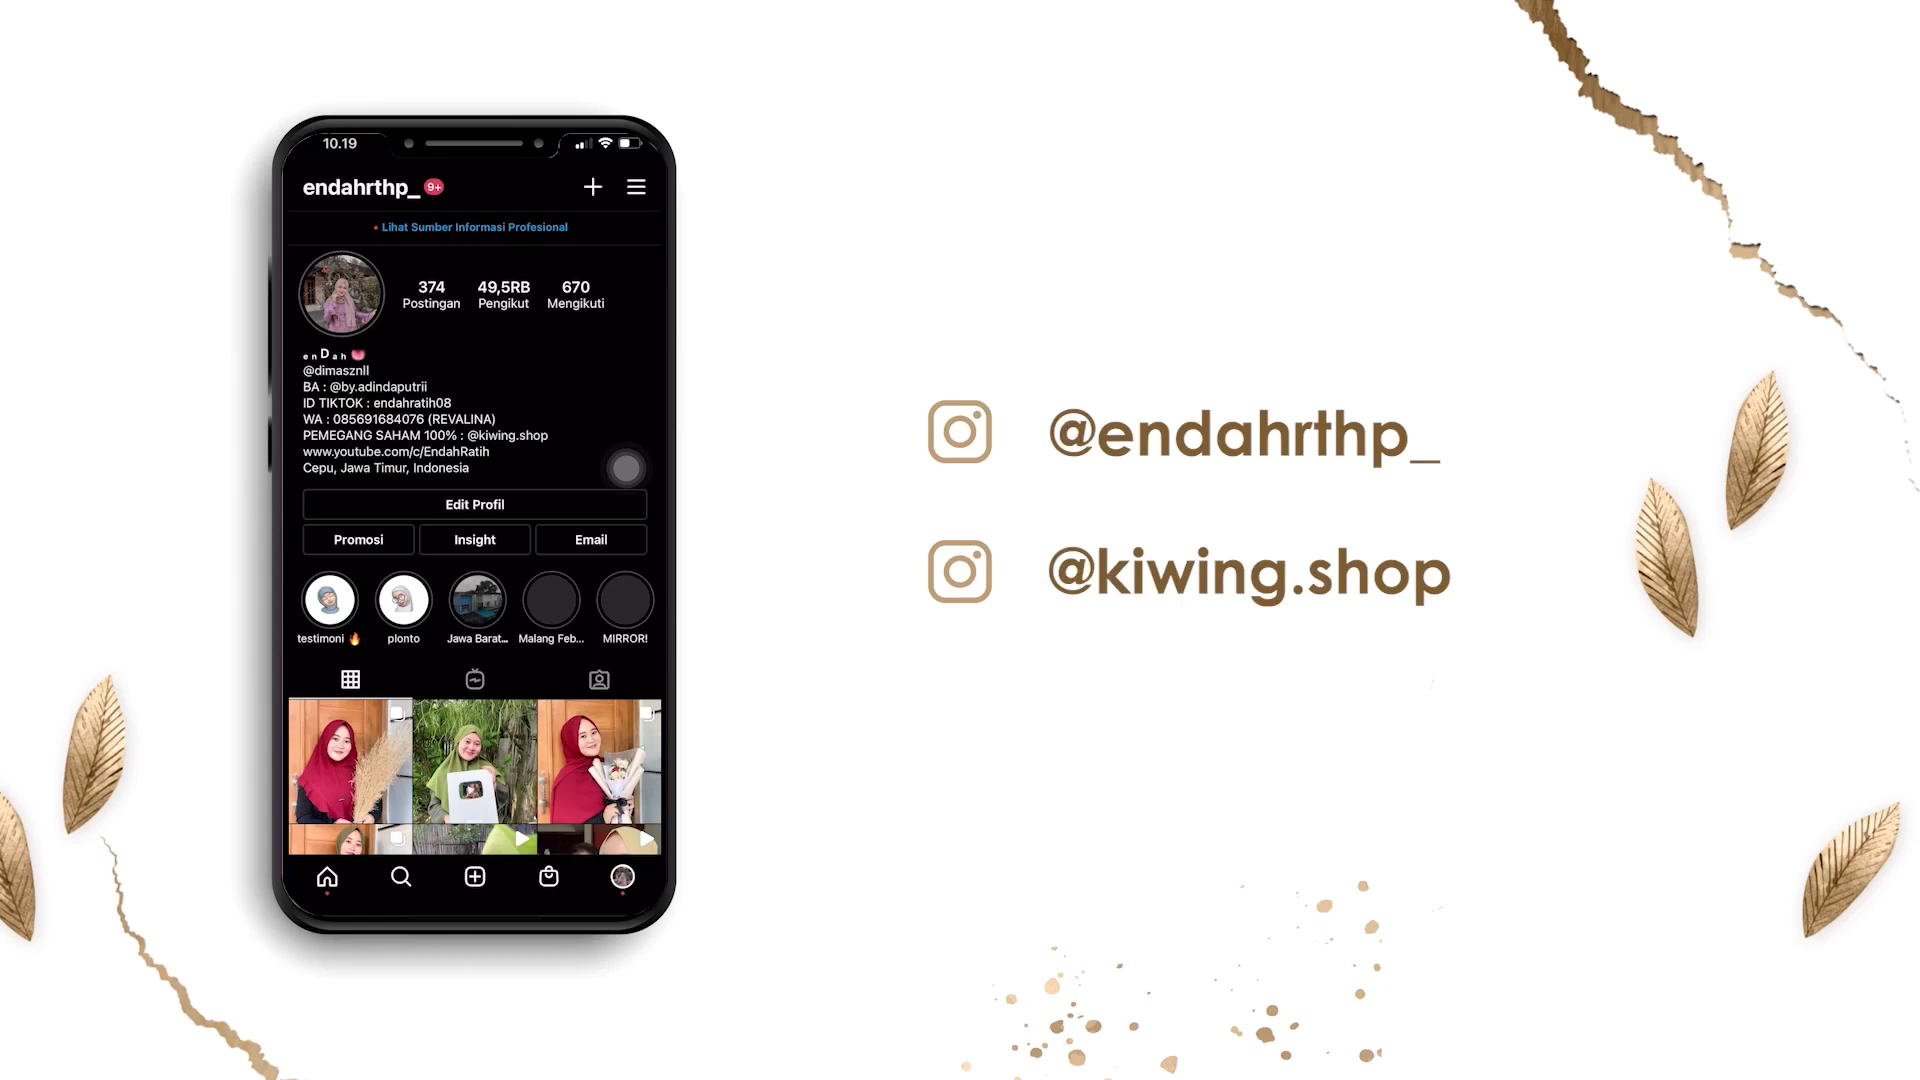 10.19
endahrthp_ 9+
Lihat Sumber Informasi Profesional
374 49,5RB 670
Postingan Pengikut Mengikuti
ₑₙDₐₕ
@dimasznll
BA : @by.adindaputrii
ID TIKTOK : endahratih08
WA : 085691684076 (REVALINA)
PEMEGANG SAHAM 100% : @kiwing.shop
www.youtube.com/c/EndahRatih
Cepu, Jawa Timur, Indonesia
Edit Profil
Promosi Insight Email
testimoni 🔥 plonto Jawa Barat... Malang Feb... MIRROR!
@endahrthp_
@kiwing.shop